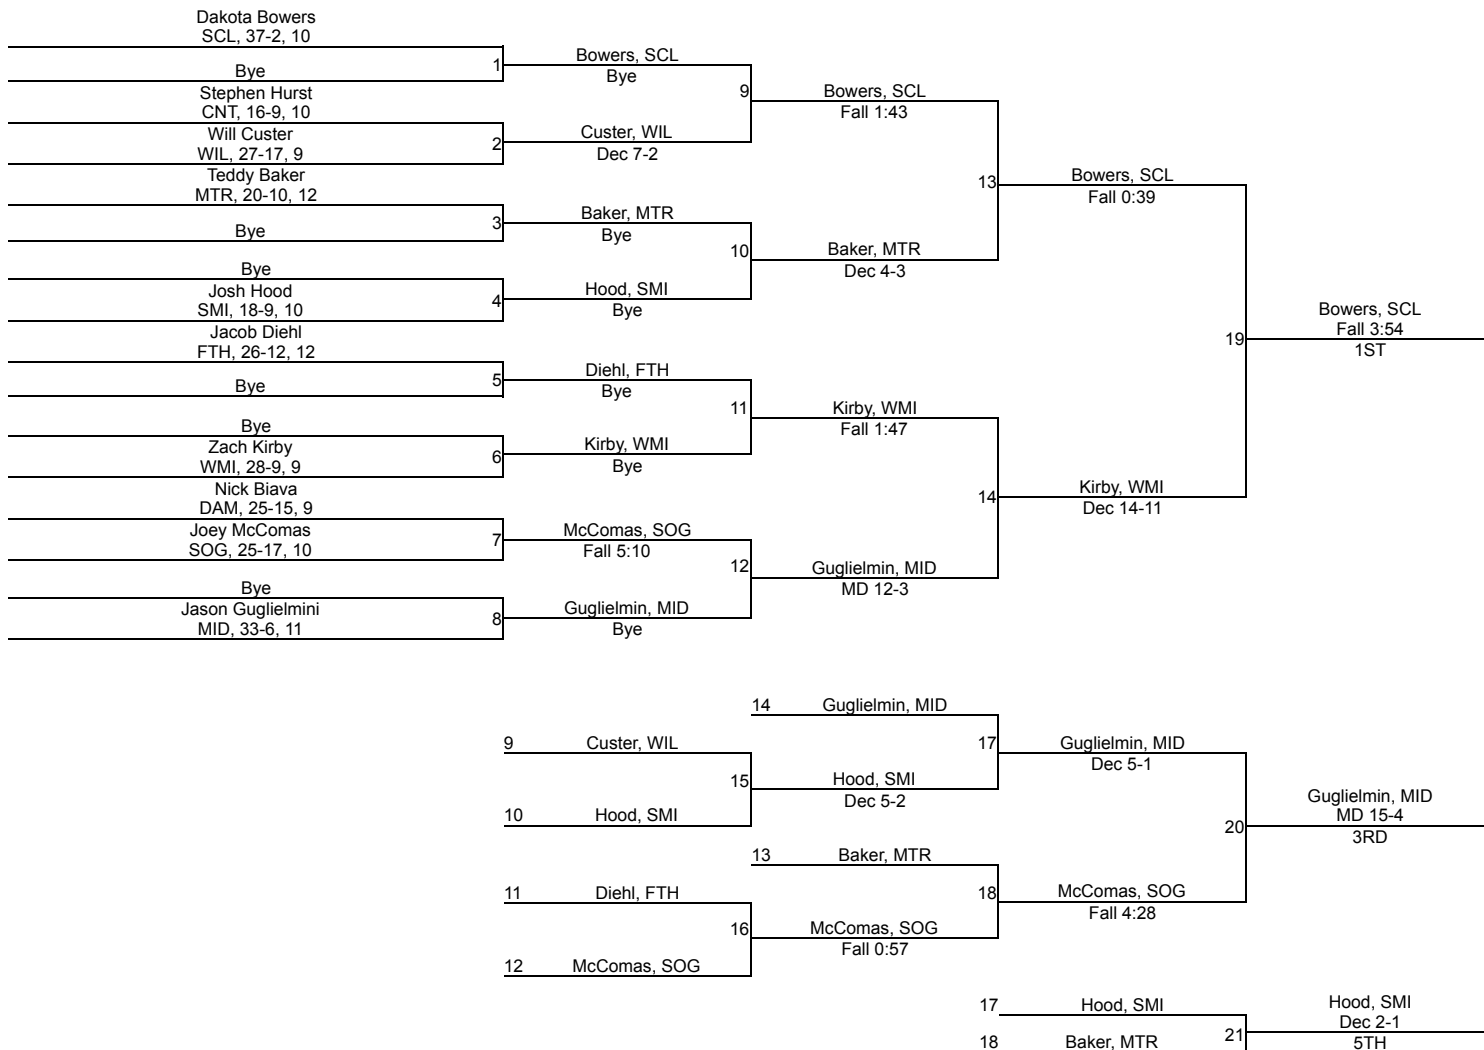 Dakota Bowers
SCL, 37-2, 10
Bye
1
Stephen Hurst
CNT, 16-9, 10
Will Custer
WIL, 27-17, 9
2
Teddy Baker
MTR, 20-10, 12
Bye
3
Bye
Josh Hood
SMI, 18-9, 10
4
Jacob Diehl
FTH, 26-12, 12
Bye
5
Bye
Zach Kirby
WMI, 28-9, 9
6
Nick Biava
DAM, 25-15, 9
Joey McComas
SOG, 25-17, 10
7
Bye
Jason Guglielmini
MID, 33-6, 11
8
Bowers, SCL
Bye
9
Custer, WIL
Dec 7-2
Baker, MTR
Bye
10
Hood, SMI
Bye
Diehl, FTH
Bye
11
Kirby, WMI
Bye
McComas, SOG
Fall 5:10
12
Guglielmin, MID
Bye
Bowers, SCL
Fall 1:43
13
Baker, MTR
Dec 4-3
Kirby, WMI
Fall 1:47
14
Guglielmin, MID
MD 12-3
Bowers, SCL
Fall 0:39
19
Kirby, WMI
Dec 14-11
Bowers, SCL
Fall 3:54
1ST
14 Guglielmin, MID
9 Custer, WIL
17
15
Hood, SMI
Dec 5-2
10 Hood, SMI
Guglielmin, MID
Dec 5-1
13 Baker, MTR
11 Diehl, FTH
18
16
McComas, SOG
Fall 0:57
12 McComas, SOG
McComas, SOG
Fall 4:28
20
Guglielmin, MID
MD 15-4
3RD
17 Hood, SMI
18 Baker, MTR
21
Hood, SMI
Dec 2-1
5TH